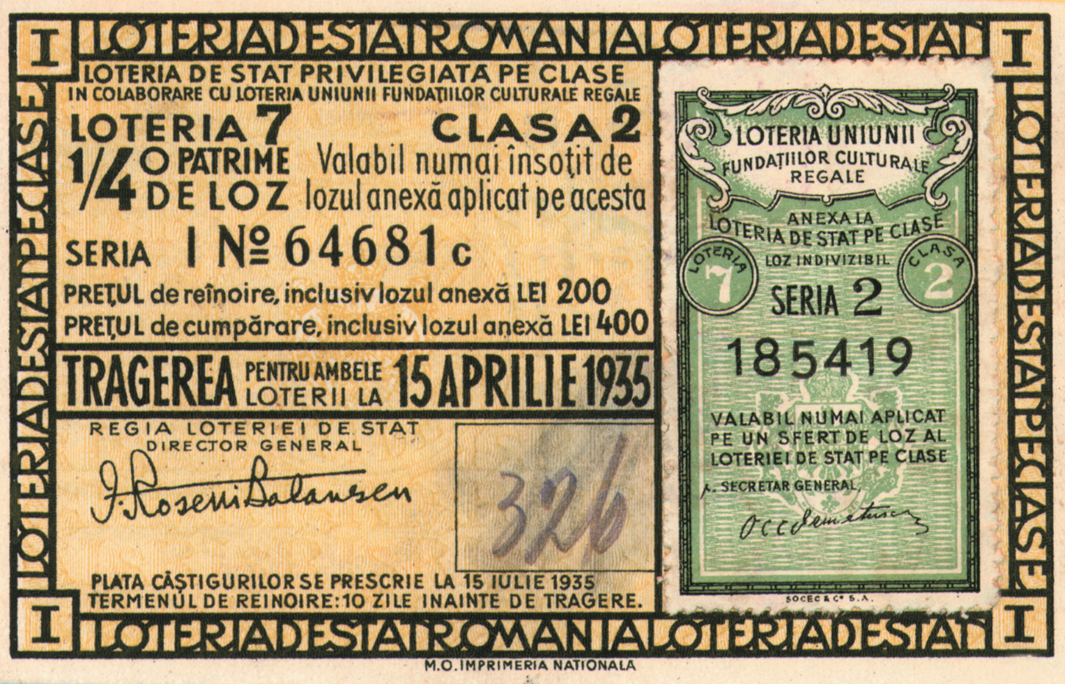 I
LOTERIADESTATROMANIALOTERIADESTAT
I
LOTERIADESTATPECLASE
LOTERIA DE STAT PRIVILEGIATĂ PE CLASE
IN COLABORARE CU LOTERIA UNIUNII FUNDAȚIILOR CULTURALE REGALE
LOTERIA 7 CLASA 2
1/4 O PATRIME DE LOZ
Valabil numai însoțit de
lozul anexă aplicat pe acesta
SERIA I Nº 64681 c
PREȚUL de reînoire, inclusiv lozul anexă LEI 200
PREȚUL de cumpărare, inclusiv lozul anexă LEI 400
TRAGEREA PENTRU AMBELE LOTERII LA 15 APRILIE 1935
REGIA LOTERIEI DE STAT
DIRECTOR GENERAL
326
PLATA CÂȘTIGURILOR SE PRESCRIE LA 15 IULIE 1935
TERMENUL DE REINOIRE: 10 ZILE INAINTE DE TRAGERE.
LOTERIA UNIUNII
FUNDAȚIILOR CULTURALE
REGALE
ANEXA LA
LOTERIA DE STAT PE CLASE
LOTERIA
7
LOZ INDIVIZIBIL
CLASA
2
SERIA 2
185419
VALABIL NUMAI APLICAT
PE UN SFERT DE LOZ AL
LOTERIEI DE STAT PE CLASE
p. SECRETAR GENERAL
SOCEC & Cº S.A.
LOTERIADESTATPECLASE
I
LOTERIADESTATROMANIALOTERIADESTAT
I
M.O. IMPRIMERIA NATIONALA